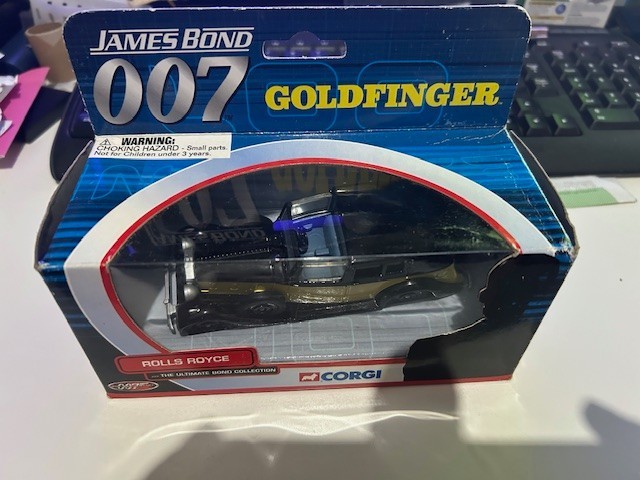 JAMES BOND
007
GOLDFINGER
WARNING:
CHOKING HAZARD - Small parts.
Not for Children under 3 years.
ROLLS ROYCE
007
THE ULTIMATE BOND COLLECTION
CORGI